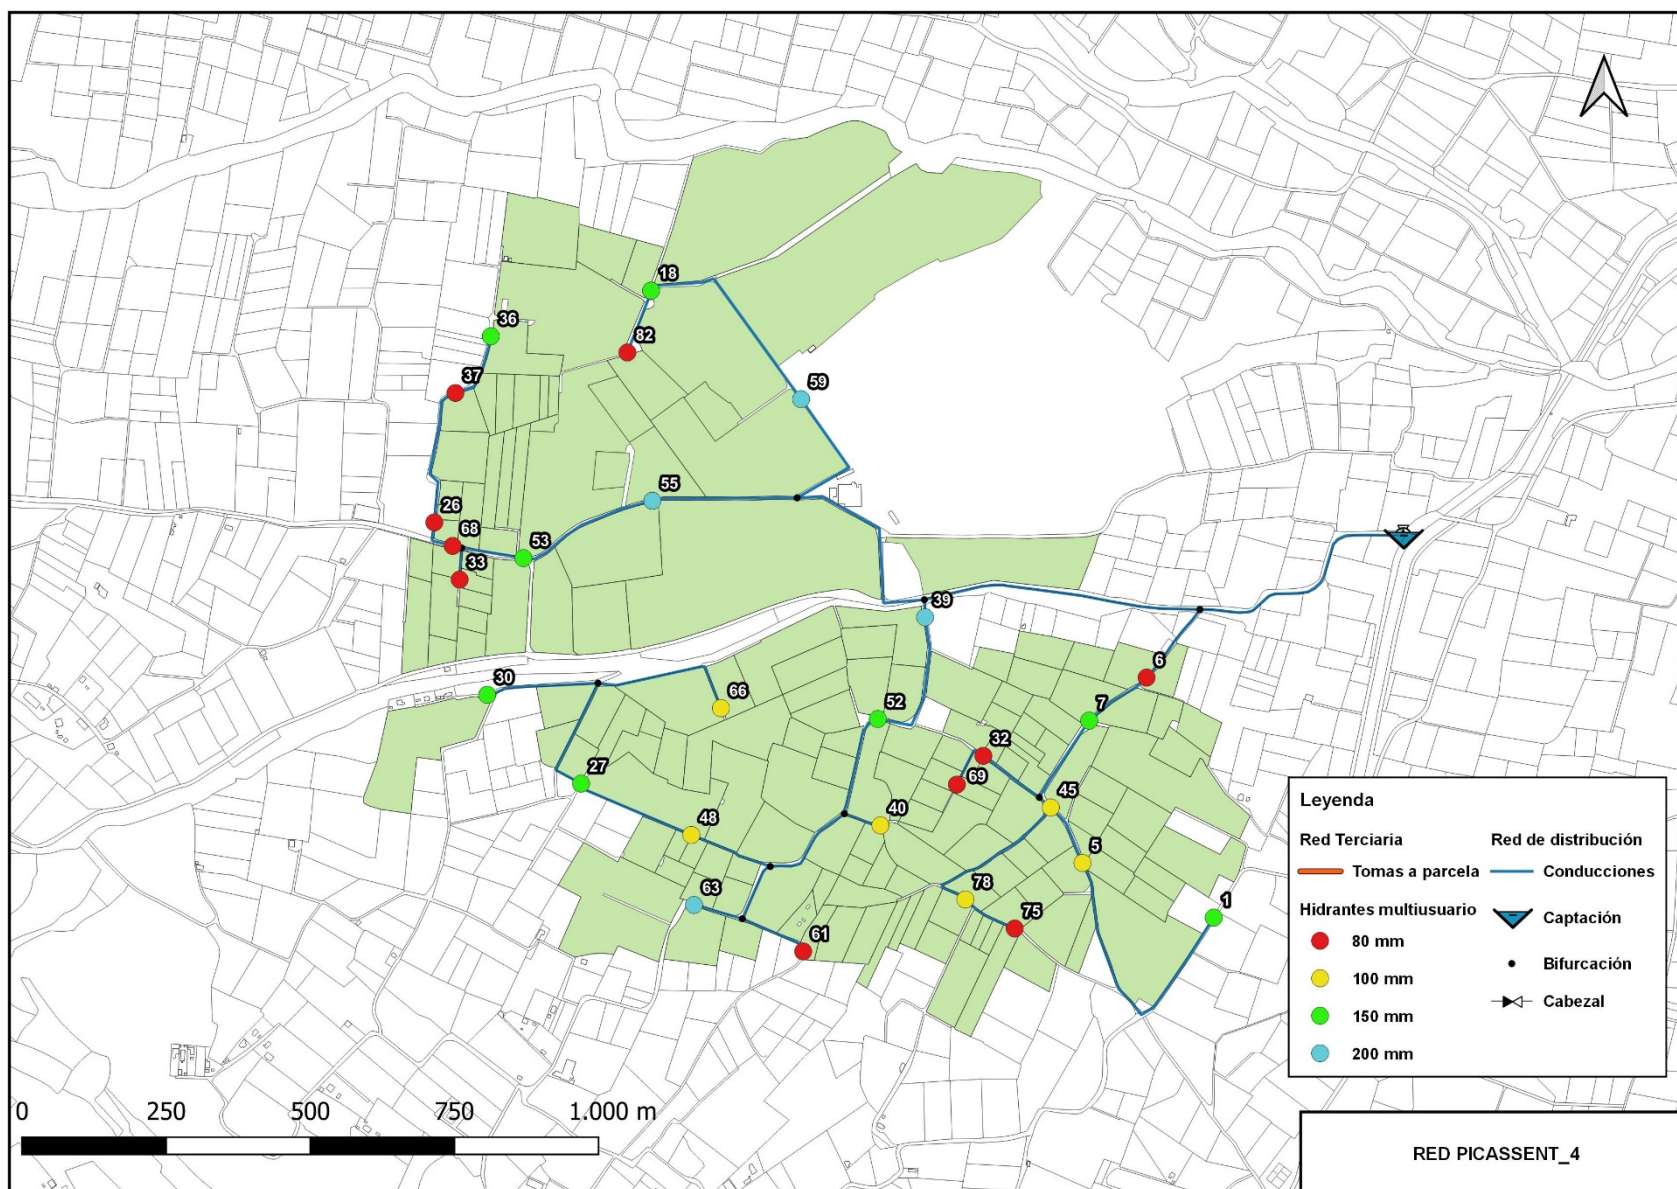 18
36
82
37
59
55
26
68
53
33
39
6
30
66
52
7
32
27
69
45
48
40
5
78
63
1
75
61
Leyenda
Red Terciaria
Tomas a parcela
Hidrantes multiusuario
80 mm
100 mm
150 mm
200 mm
Red de distribución
Conducciones
Captación
Bifurcación
Cabezal
0 250 500 750 1.000 m
RED PICASSENT_4